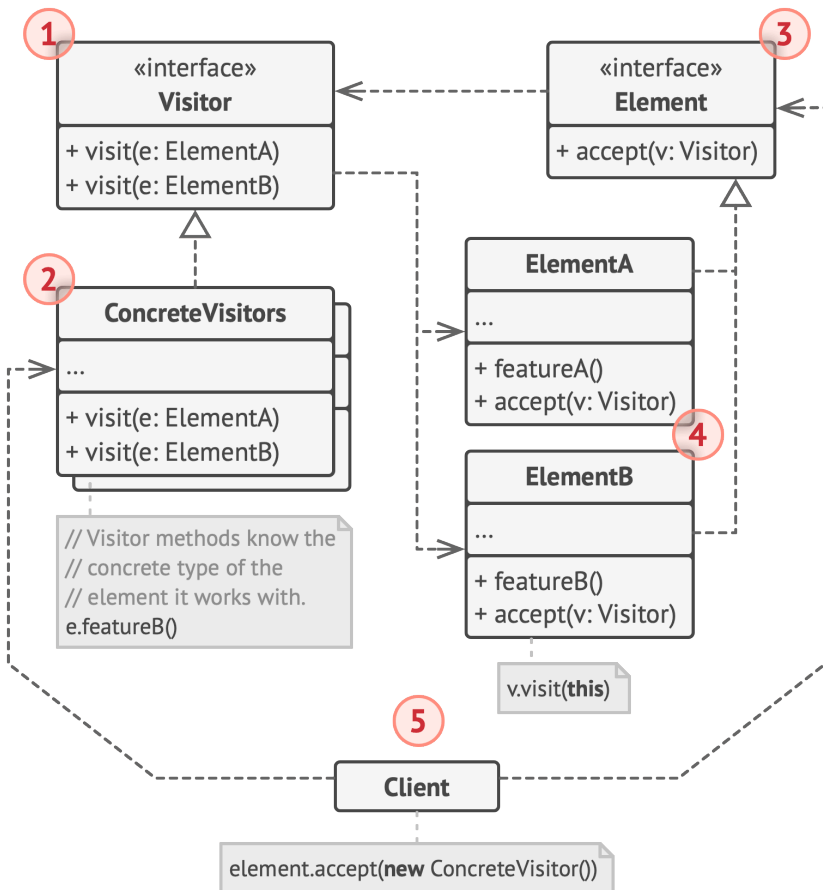 1
«interface»
Visitor
+ visit(e: ElementA)
+ visit(e: ElementB)
3
«interface»
Element
+ accept(v: Visitor)
2
ConcreteVisitors
...
+ visit(e: ElementA)
+ visit(e: ElementB)
// Visitor methods know the
// concrete type of the
// element it works with.
e.featureB()
ElementA
...
+ featureA()
+ accept(v: Visitor)
4
ElementB
...
+ featureB()
+ accept(v: Visitor)
v.visit(this)
5
Client
element.accept(new ConcreteVisitor())